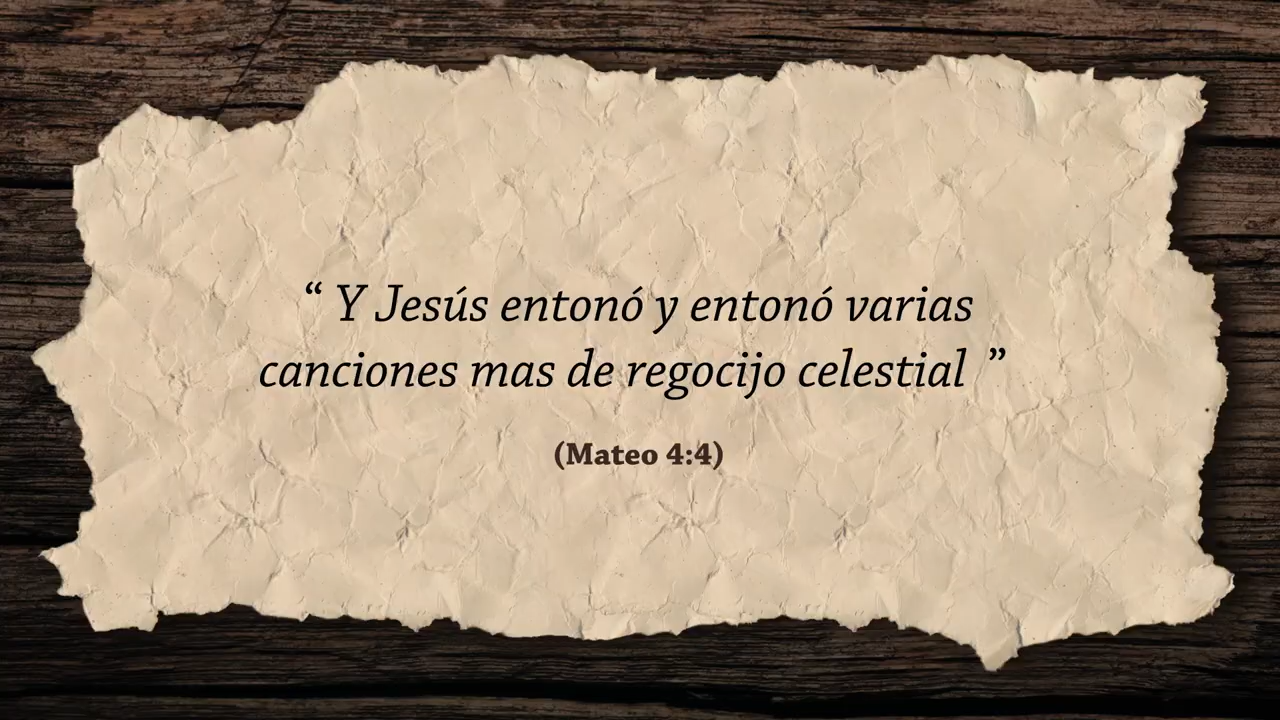 “ Y Jesús entonó y entonó varias
canciones mas de regocijo celestial ”
(Mateo 4:4)